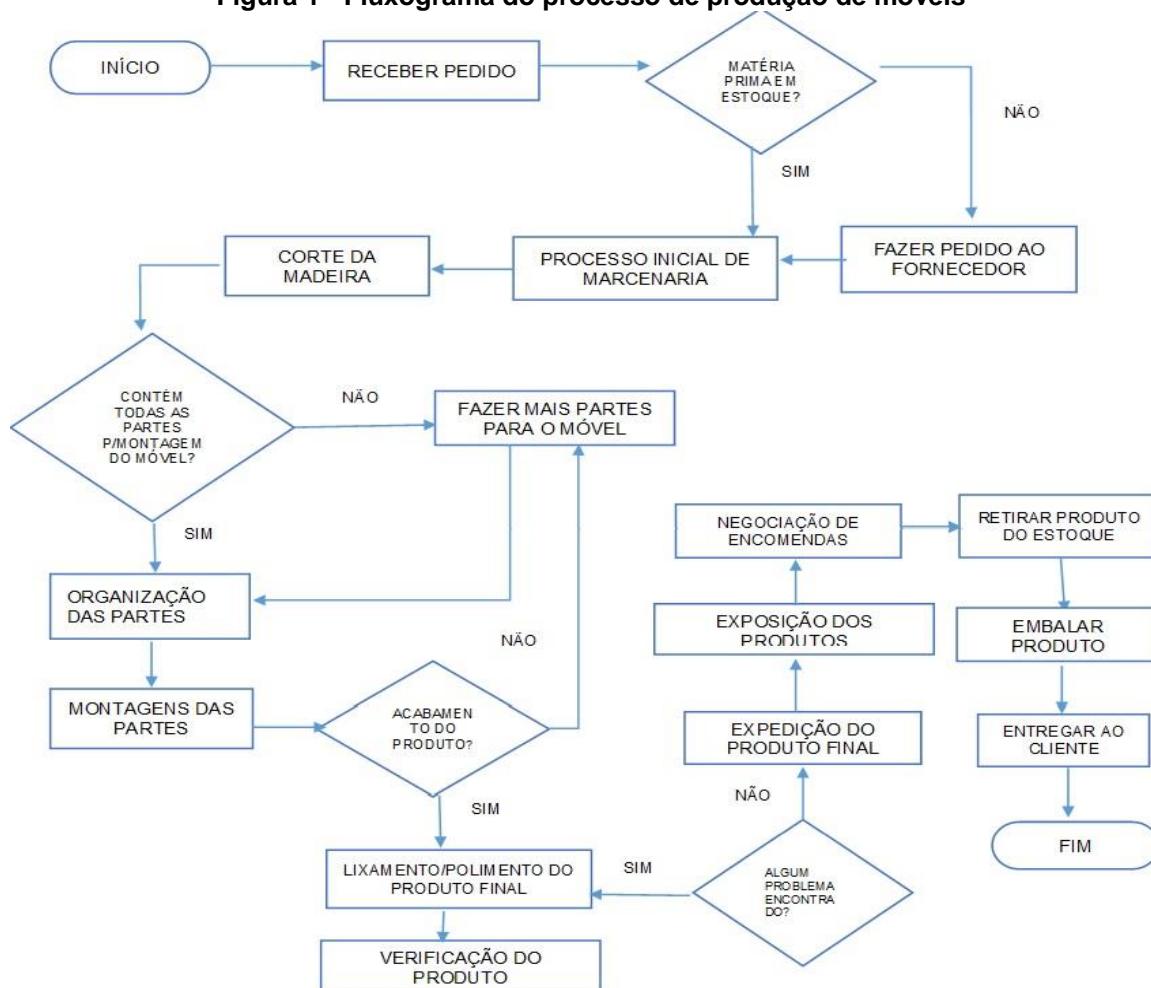 Figura 1 - Fluxograma do processo de produção de móveis
INÍCIO
RECEBER PEDIDO
MATÉRIA
PRIMA EM
ESTOQUE?
NÃO
SIM
FAZER PEDIDO AO
FORNECEDOR
PROCESSO INICIAL DE
MARCENARIA
CORTE DA
MADEIRA
CONTÉM
TODAS AS
PARTES
P/MONTAGEM
DO MÓVEL?
NÃO
FAZER MAIS PARTES
PARA O MÓVEL
SIM
ORGANIZAÇÃO
DAS PARTES
MONTAGENS DAS
PARTES
ACABAMEN
TO DO
PRODUTO?
NÃO
SIM
LIXAMENTO/POLIMENTO DO
PRODUTO FINAL
VERIFICAÇÃO DO
PRODUTO
ALGUM
PROBLEMA
ENCONTRA
DO?
SIM
NÃO
EXPEDIÇÃO DO
PRODUTO FINAL
EXPOSIÇÃO DOS
PRODUTOS
NEGOCIAÇÃO DE
ENCOMENDAS
RETIRAR PRODUTO
DO ESTOQUE
EMBALAR
PRODUTO
ENTREGAR AO
CLIENTE
FIM